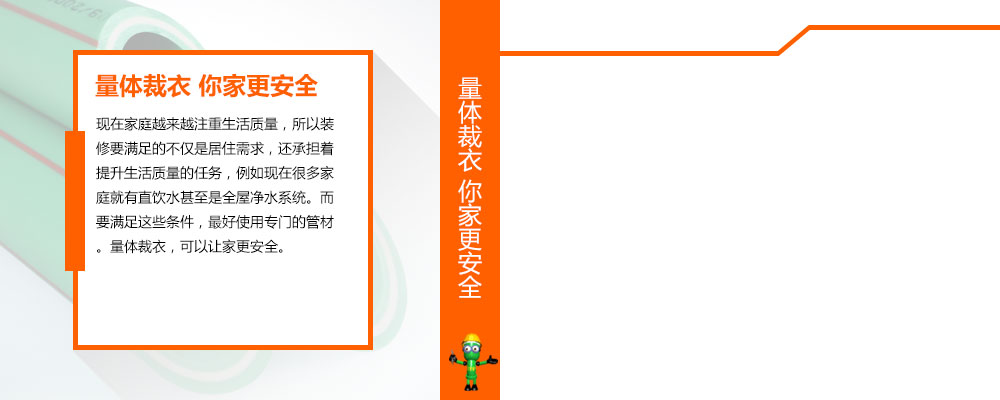 量体裁衣 你家更安全
现在家庭越来越注重生活质量，所以装
修要满足的不仅是居住需求，还承担着
提升生活质量的任务，例如现在很多家
庭就有直饮水甚至是全屋净水系统。而
要满足这些条件，最好使用专门的管材
。量体裁衣，可以让家更安全。
量体裁衣 你家更安全